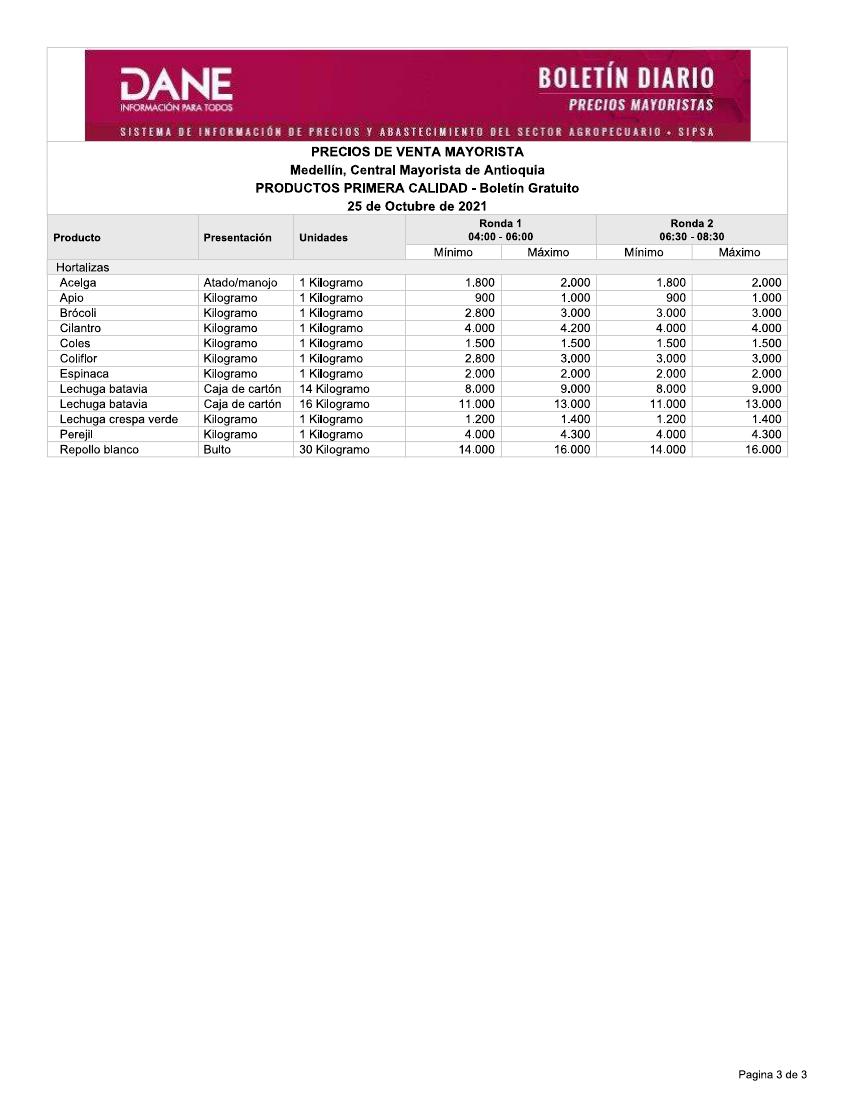 DANE
INFORMACIÓN PARA TODOS
BOLETÍN DIARIO
PRECIOS MAYORISTAS
SISTEMA DE INFORMACIÓN DE PRECIOS Y ABASTECIMIENTO DEL SECTOR AGROPECUARIO • SIPSA
PRECIOS DE VENTA MAYORISTA
Medellín, Central Mayorista de Antioquia
PRODUCTOS PRIMERA CALIDAD - Boletín Gratuito
25 de Octubre de 2021
Producto Presentación Unidades Ronda 1 Ronda 2
04:00 - 06:00 06:30 - 08:30
Mínimo Máximo Mínimo Máximo
Hortalizas
Acelga Atado/manojo 1 Kilogramo 1.800 2.000 1.800 2.000
Apio Kilogramo 1 Kilogramo 900 1.000 900 1.000
Brócoli Kilogramo 1 Kilogramo 2.800 3.000 3.000 3.000
Cilantro Kilogramo 1 Kilogramo 4.000 4.200 4.000 4.000
Coles Kilogramo 1 Kilogramo 1.500 1.500 1.500 1.500
Coliflor Kilogramo 1 Kilogramo 2.800 3.000 3.000 3.000
Espinaca Kilogramo 1 Kilogramo 2.000 2.000 2.000 2.000
Lechuga batavia Caja de cartón 14 Kilogramo 8.000 9.000 8.000 9.000
Lechuga batavia Caja de cartón 16 Kilogramo 11.000 13.000 11.000 13.000
Lechuga crespa verde Kilogramo 1 Kilogramo 1.200 1.400 1.200 1.400
Perejil Kilogramo 1 Kilogramo 4.000 4.300 4.000 4.300
Repollo blanco Bulto 30 Kilogramo 14.000 16.000 14.000 16.000
Pagina 3 de 3